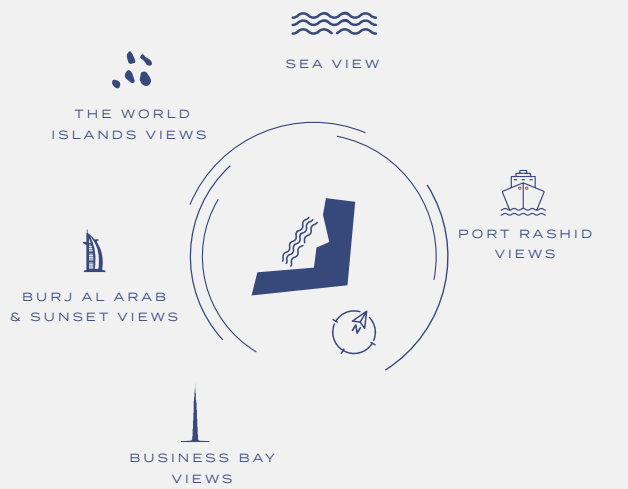 SEA VIEW
THE WORLD
ISLANDS VIEWS
PORT RASHID
VIEWS
BURJ AL ARAB
& SUNSET VIEWS
N
BUSINESS BAY
VIEWS